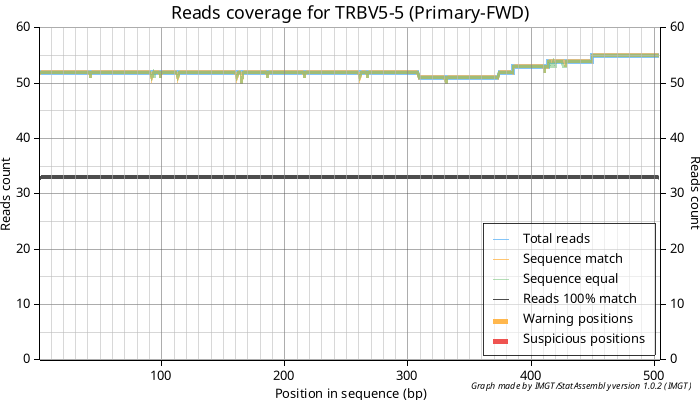 Reads coverage for TRBV5-5 (Primary-FWD)
60
60
50
50
40
40
30
30
20
20
10
10
0
0
Reads count
Reads count
Total reads
Sequence match
Sequence equal
Reads 100% match
Warning positions
Suspicious positions
100
200
300
400
500
Position in sequence (bp)
Graph made by IMGT/StatAssembly version 1.0.2 (IMGT)